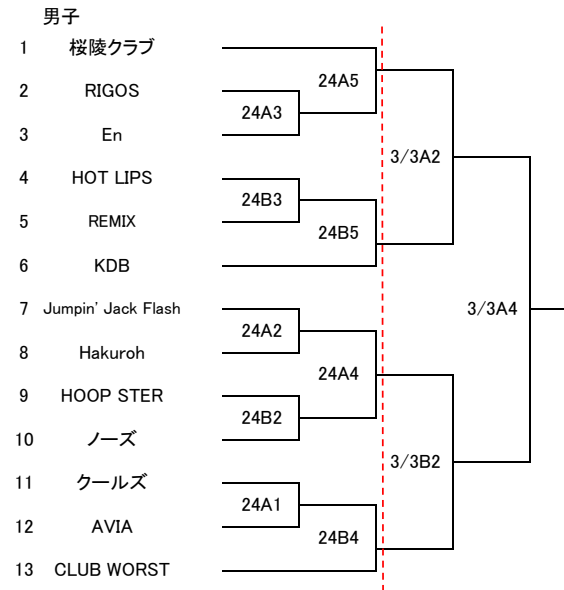 男子
1 桜陵クラブ
24A5
2 RIGOS
24A3
3 En
3/3A2
4 HOT LIPS
24B3
5 REMIX
24B5
6 KDB
7 Jumpin' Jack Flash
3/3A4
24A2
8 Hakuroh
24A4
9 HOOP STER
24B2
10 ノーズ
3/3B2
11 クールズ
24A1
12 AVIA
24B4
13 CLUB WORST